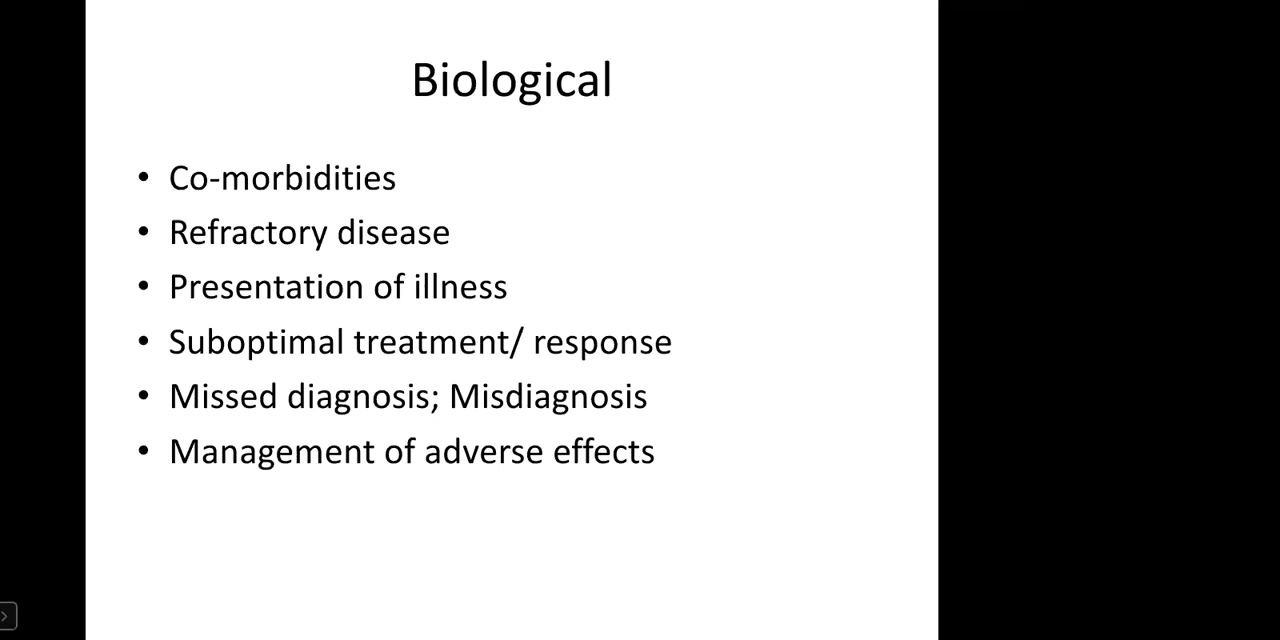 Biological
• Co-morbidities
• Refractory disease
• Presentation of illness
• Suboptimal treatment/ response
• Missed diagnosis; Misdiagnosis
• Management of adverse effects